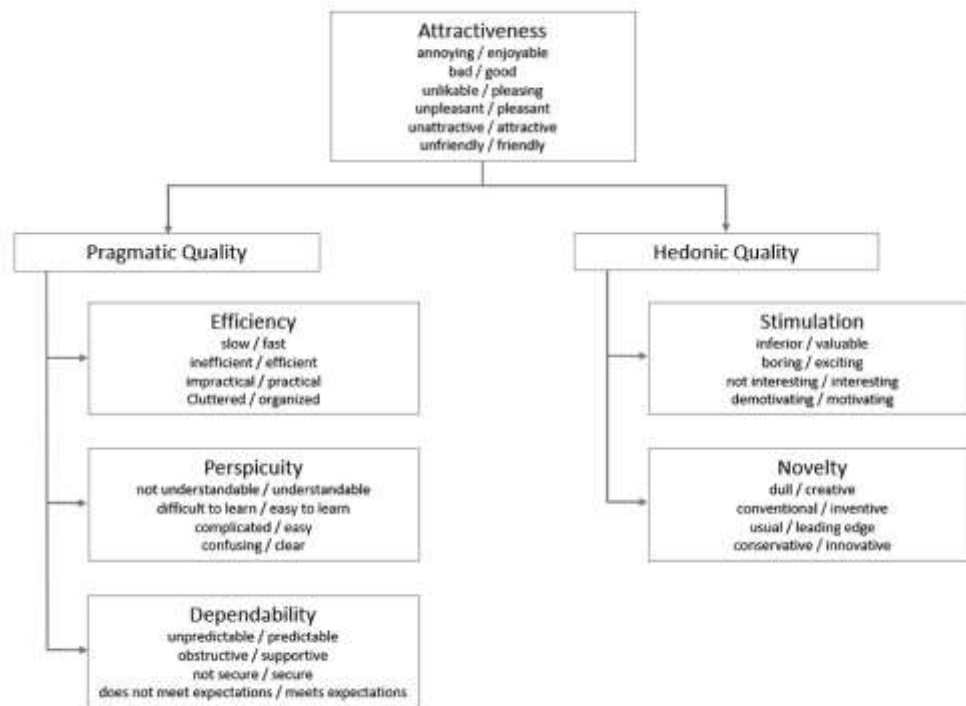 Attractiveness
annoying / enjoyable
bad / good
unlikable / pleasing
unpleasant / pleasant
unattractive / attractive
unfriendly / friendly
Pragmatic Quality
Hedonic Quality
Efficiency
slow / fast
inefficient / efficient
impractical / practical
Cluttered / organized
Stimulation
inferior / valuable
boring / exciting
not interesting / interesting
demotivating / motivating
Perspicuity
not understandable / understandable
difficult to learn / easy to learn
complicated / easy
confusing / clear
Novelty
dull / creative
conventional / inventive
usual / leading edge
conservative / innovative
Dependability
unpredictable / predictable
obstructive / supportive
not secure / secure
does not meet expectations / meets expectations